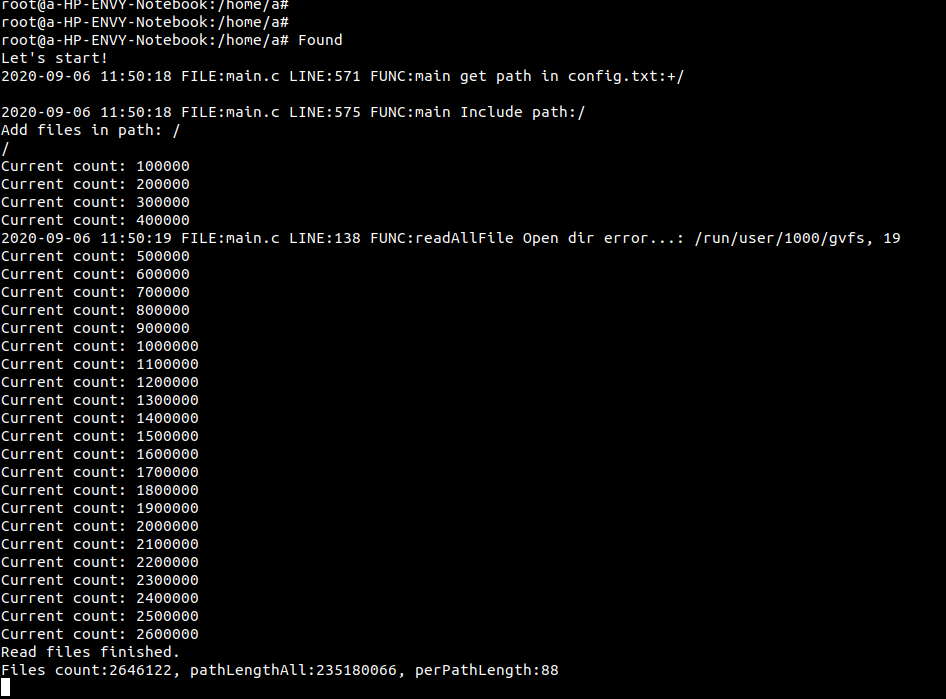 root@a-HP-ENVY-Notebook:/home/a#
root@a-HP-ENVY-Notebook:/home/a#
root@a-HP-ENVY-Notebook:/home/a# Found
Let's start!
2020-09-06 11:50:18 FILE:main.c LINE:571 FUNC:main get path in config.txt:+/
2020-09-06 11:50:18 FILE:main.c LINE:575 FUNC:main Include path:/
Add files in path: /
/
Current count: 100000
Current count: 200000
Current count: 300000
Current count: 400000
2020-09-06 11:50:19 FILE:main.c LINE:138 FUNC:readAllFile Open dir error...: /run/user/1000/gvfs, 19
Current count: 500000
Current count: 600000
Current count: 700000
Current count: 800000
Current count: 900000
Current count: 1000000
Current count: 1100000
Current count: 1200000
Current count: 1300000
Current count: 1400000
Current count: 1500000
Current count: 1600000
Current count: 1700000
Current count: 1800000
Current count: 1900000
Current count: 2000000
Current count: 2100000
Current count: 2200000
Current count: 2300000
Current count: 2400000
Current count: 2500000
Current count: 2600000
Read files finished.
Files count:2646122, pathLengthAll:235180066, perPathLength:88